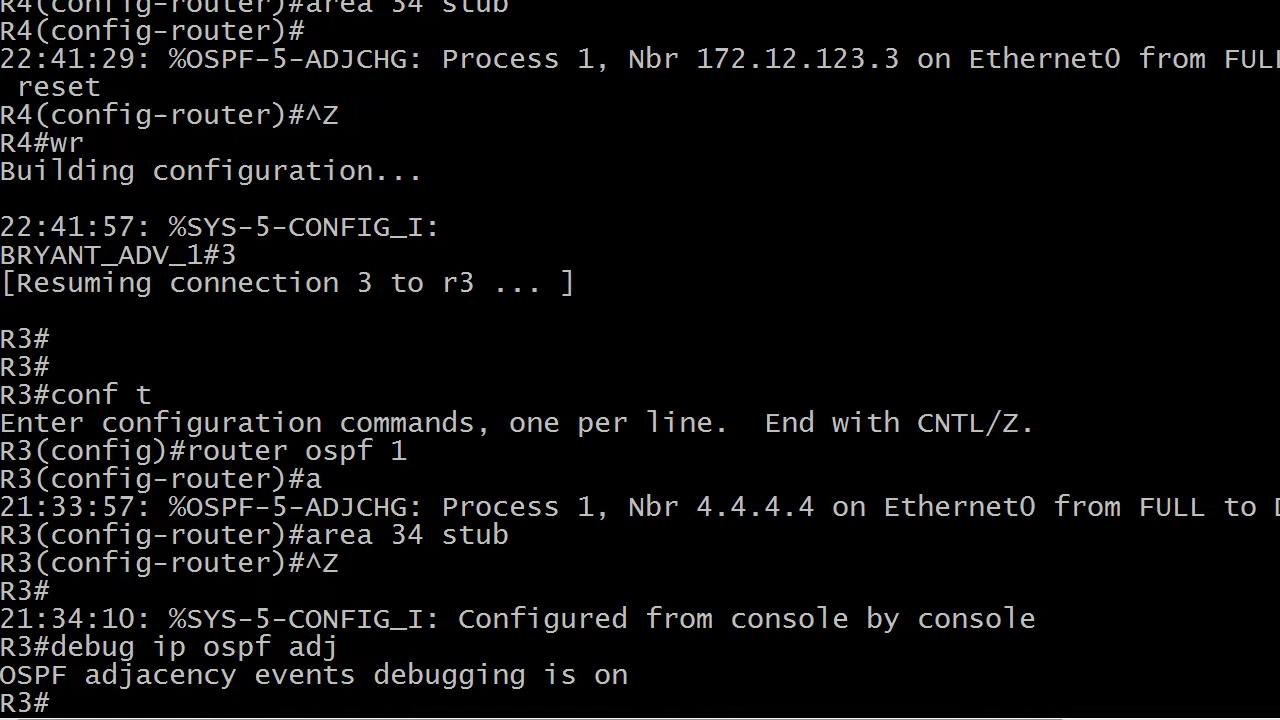 R4(config-router)#area 34 stub
R4(config-router)#
22:41:29: %OSPF-5-ADJCHG: Process 1, Nbr 172.12.123.3 on Ethernet0 from FULL
 reset
R4(config-router)#^Z
R4#wr
Building configuration...
22:41:57: %SYS-5-CONFIG_I:
BRYANT_ADV_1#3
[Resuming connection 3 to r3 ... ]
R3#
R3#
R3#conf t
Enter configuration commands, one per line.  End with CNTL/Z.
R3(config)#router ospf 1
R3(config-router)#a
21:33:57: %OSPF-5-ADJCHG: Process 1, Nbr 4.4.4.4 on Ethernet0 from FULL to
R3(config-router)#area 34 stub
R3(config-router)#^Z
R3#
21:34:10: %SYS-5-CONFIG_I: Configured from console by console
R3#debug ip ospf adj
OSPF adjacency events debugging is on
R3#